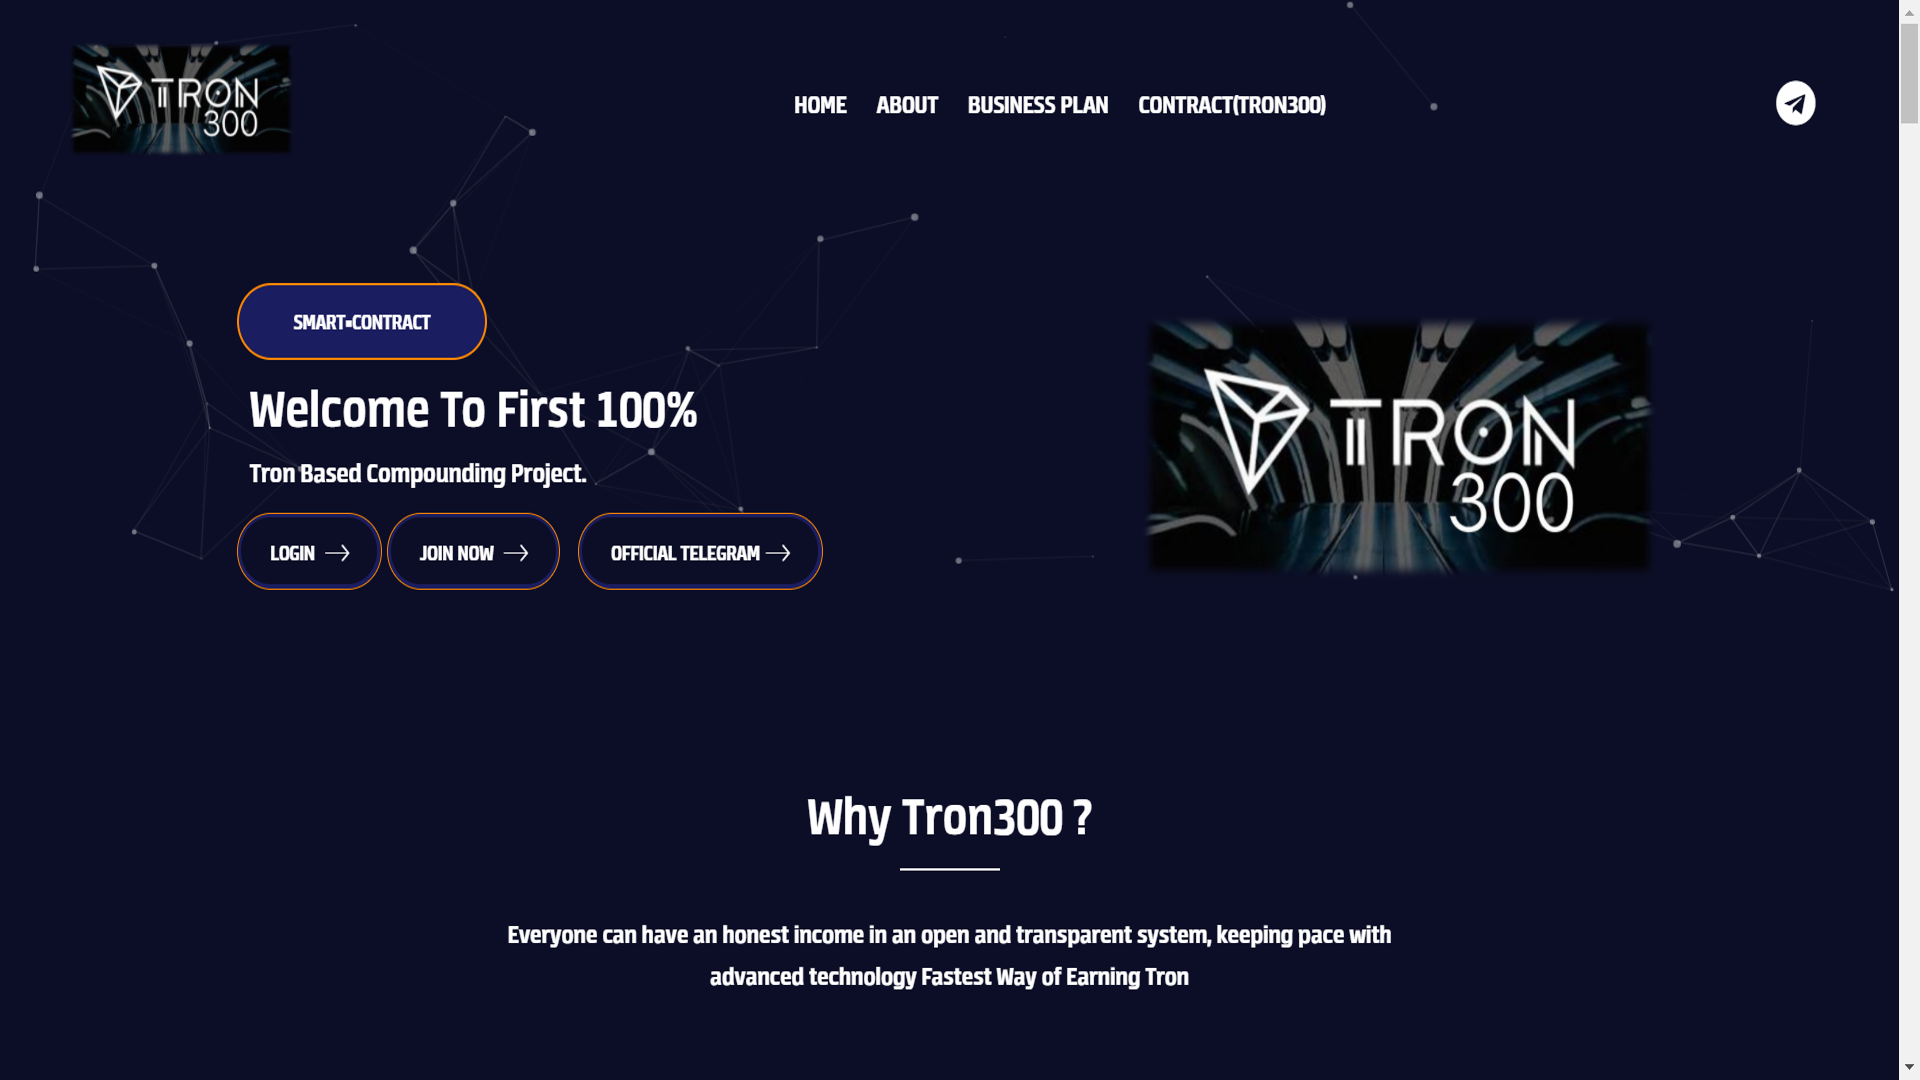 TRON
300
HOME ABOUT BUSINESS PLAN CONTRACT(TRON300)
SMART▪CONTRACT
Welcome To First 100%
Tron Based Compounding Project.
LOGIN JOIN NOW OFFICIAL TELEGRAM
TRON
300
Why Tron300 ?
Everyone can have an honest income in an open and transparent system, keeping pace with
advanced technology Fastest Way of Earning Tron